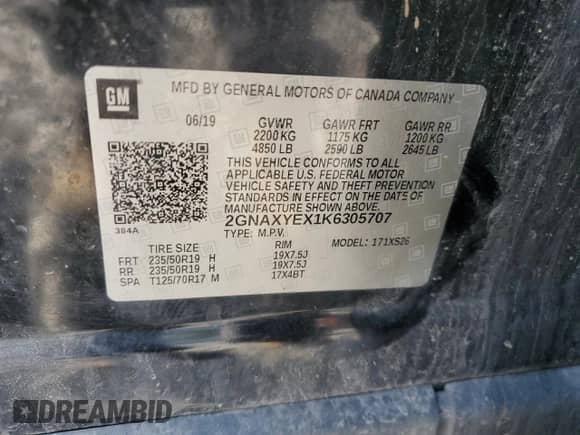 GM
MFD BY GENERAL MOTORS OF CANADA COMPANY
06/19 GVWR GAWR FRT GAWR RR
2200 KG 1175 KG 1200 KG
4850 LB 2590 LB 2645 LB
THIS VEHICLE CONFORMS TO ALL
APPLICABLE U.S. FEDERAL MOTOR
VEHICLE SAFETY AND THEFT PREVENTION
STANDARDS IN EFFECT ON THE DATE OF
MANUFACTURE SHOWN ABOVE.
384A 2GNAXYEX1K6305707
TYPE: M.P.V. MODEL: 1YXS26
TIRE SIZE RIM
FRT 235/50R19 H 19X7.5J
RR 235/50R19 H 19X7.5J
SPA T125/70R17 M 17X4BT
DREAMBID